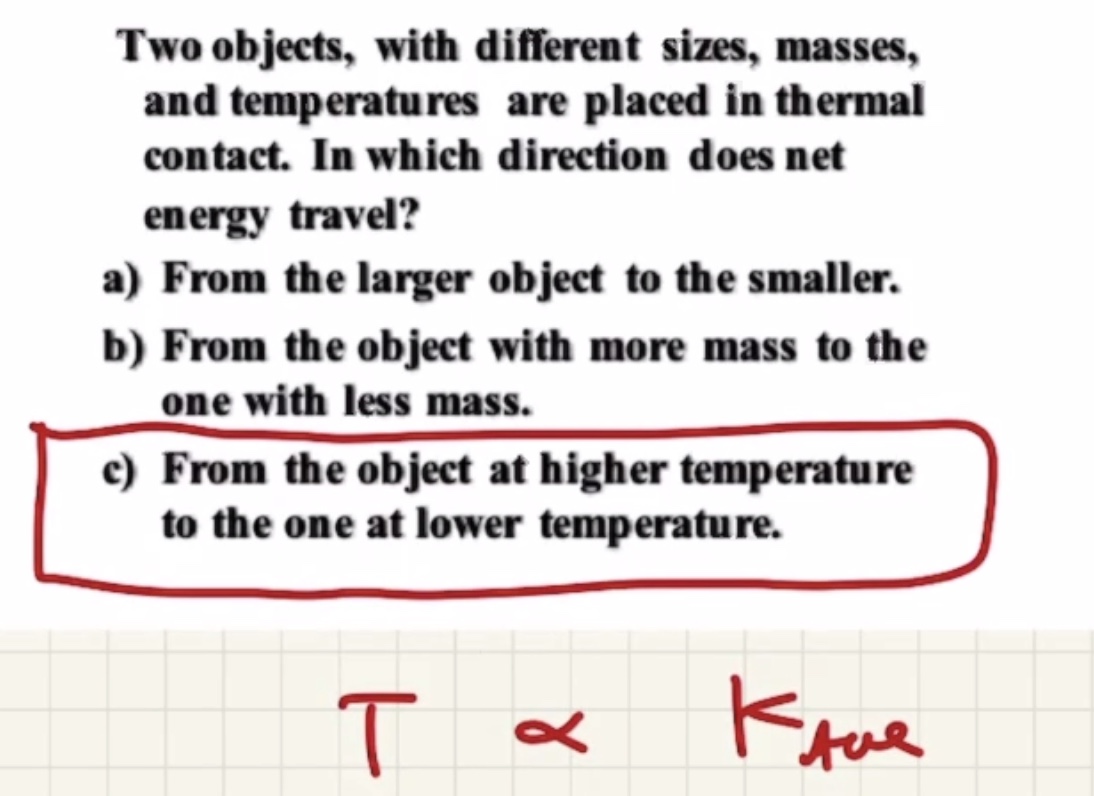 Two objects, with different sizes, masses,
and temperatures are placed in thermal
contact. In which direction does net
energy travel?
a) From the larger object to the smaller.
b) From the object with more mass to the
one with less mass.
c) From the object at higher temperature
to the one at lower temperature.
T ∝ K Ave